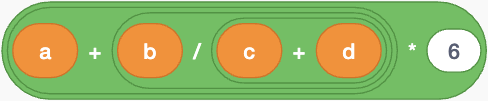 a + b / c + d * 6